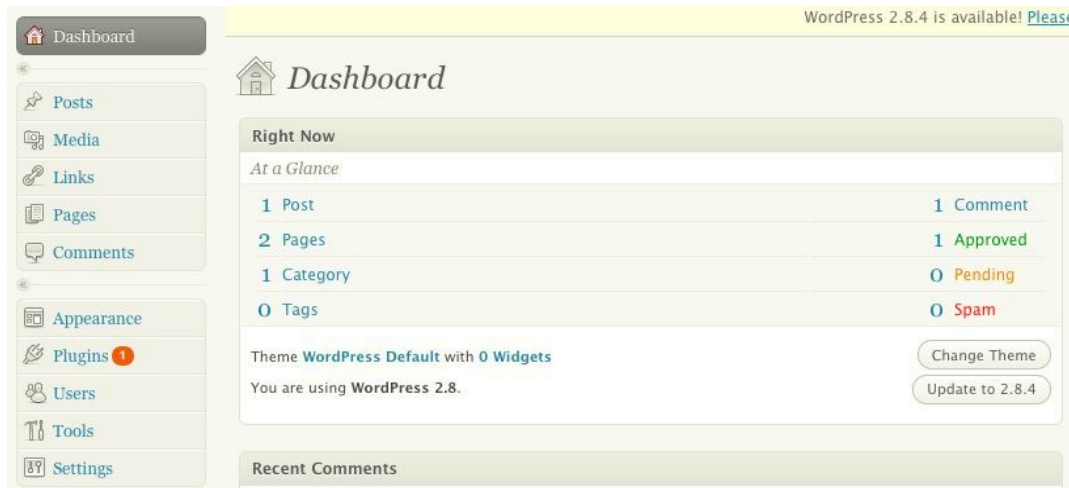 WordPress 2.8.4 is available! Please
Dashboard
Posts
Media
Links
Pages
Comments
Appearance
Plugins 1
Users
Tools
Settings
Dashboard
Right Now
At a Glance
1 Post 1 Comment
2 Pages 1 Approved
1 Category 0 Pending
0 Tags 0 Spam
Theme WordPress Default with 0 Widgets Change Theme
You are using WordPress 2.8. Update to 2.8.4
Recent Comments